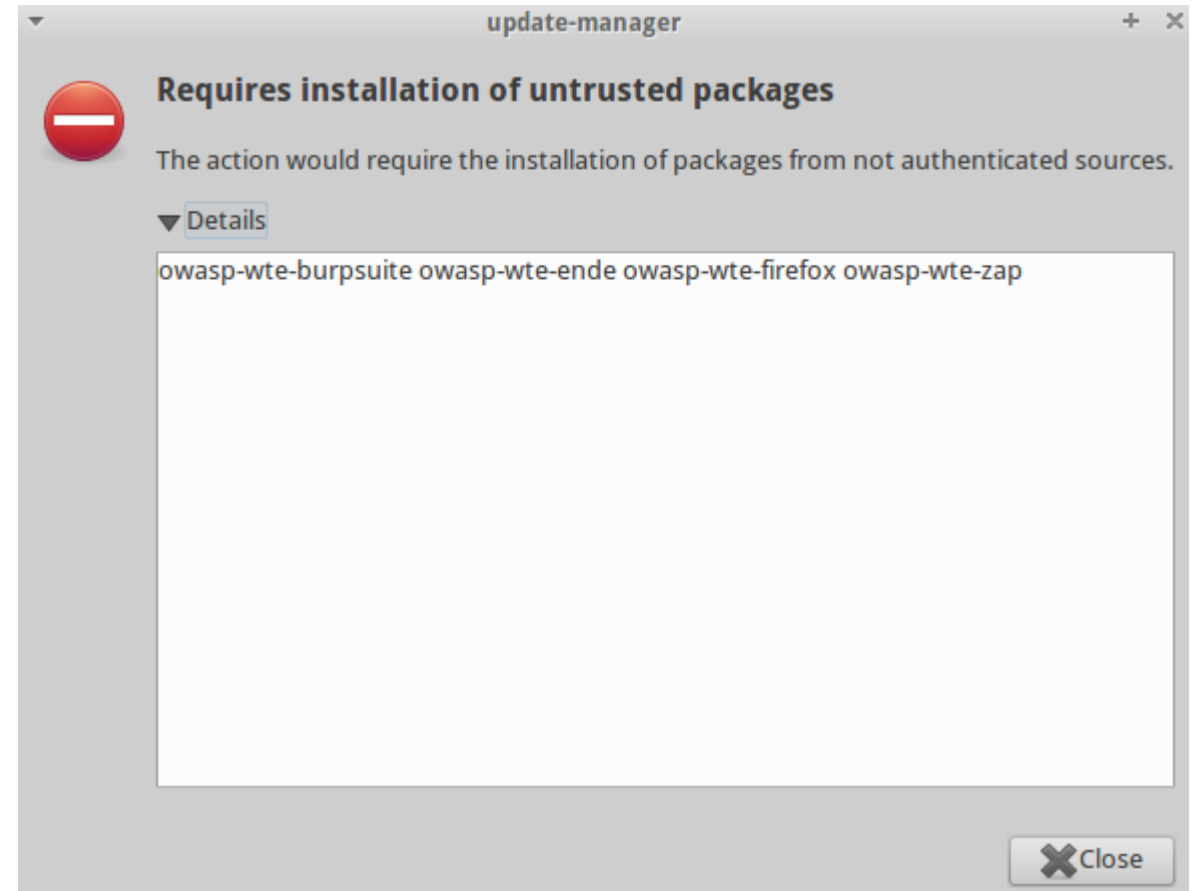 update-manager
Requires installation of untrusted packages
The action would require the installation of packages from not authenticated sources.
Details
owasp-wte-burpsuite owasp-wte-ende owasp-wte-firefox owasp-wte-zap
Close